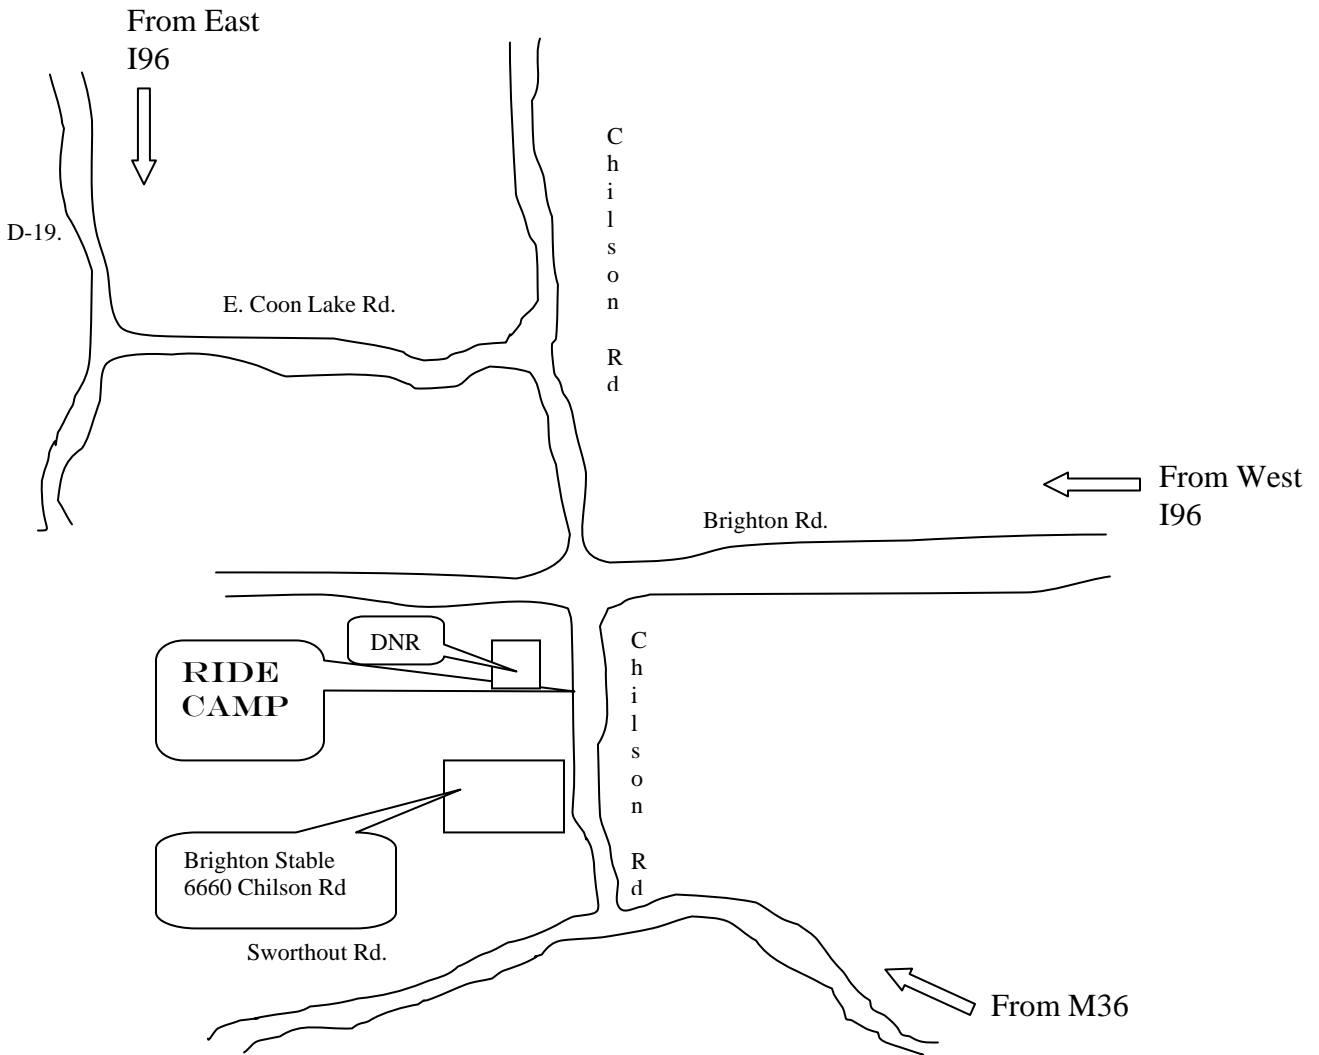 From East
I96
Chilson Rd
D-19.
E. Coon Lake Rd.
From West
I96
Brighton Rd.
DNR
RIDE
CAMP
Chilson Rd
Brighton Stable
6660 Chilson Rd
Sworthout Rd.
From M36